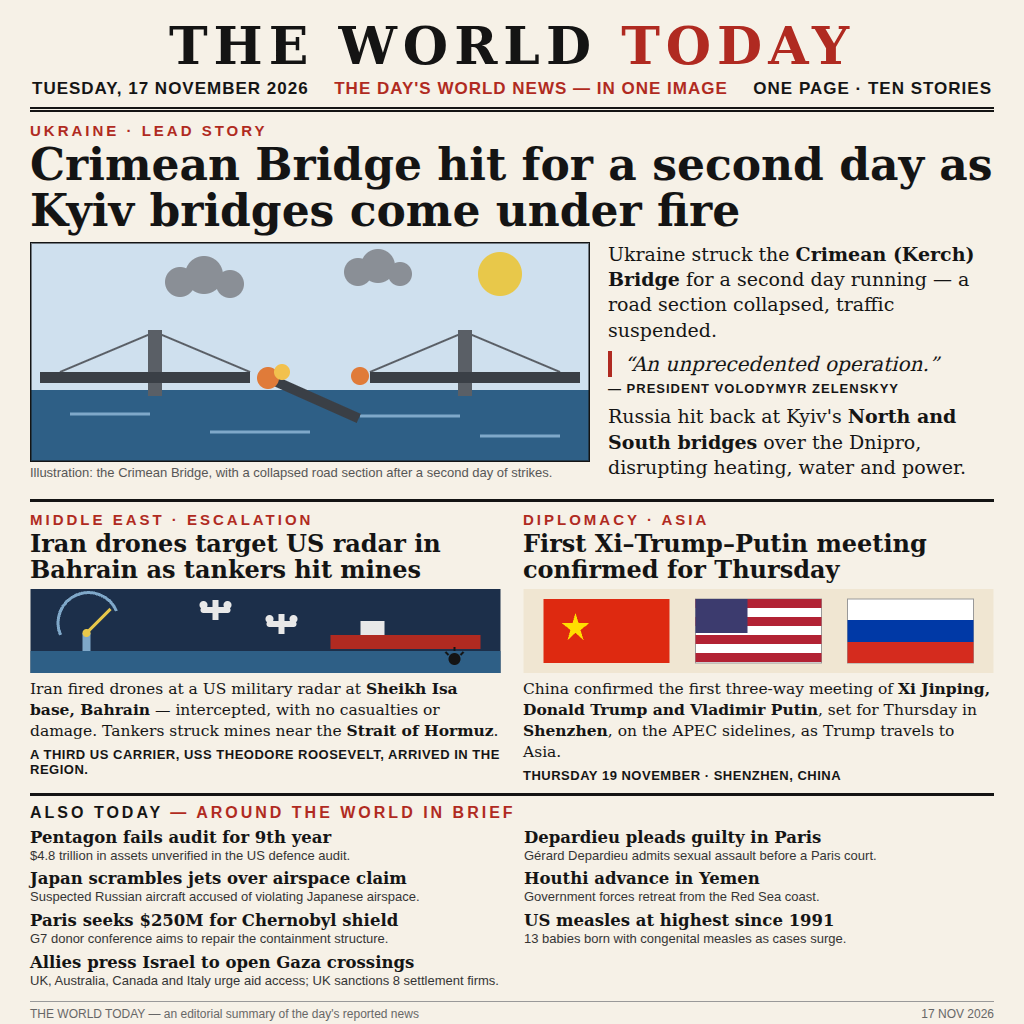 THE WORLD TODAY
TUESDAY, 17 NOVEMBER 2026
THE DAY'S WORLD NEWS — IN ONE IMAGE
ONE PAGE · TEN STORIES
UKRAINE · LEAD STORY
Crimean Bridge hit for a second day as
Kyiv bridges come under fire
Illustration: the Crimean Bridge, with a collapsed road section after a second day of strikes.
Ukraine struck the Crimean (Kerch)
Bridge for a second day running — a
road section collapsed, traffic
suspended.
“An unprecedented operation.”
— PRESIDENT VOLODYMYR ZELENSKYY
Russia hit back at Kyiv's North and
South bridges over the Dnipro,
disrupting heating, water and power.
MIDDLE EAST · ESCALATION
Iran drones target US radar in
Bahrain as tankers hit mines
Iran fired drones at a US military radar at Sheikh Isa
base, Bahrain — intercepted, with no casualties or
damage. Tankers struck mines near the Strait of Hormuz.
A THIRD US CARRIER, USS THEODORE ROOSEVELT, ARRIVED IN THE
REGION.
DIPLOMACY · ASIA
First Xi–Trump–Putin meeting
confirmed for Thursday
China confirmed the first three-way meeting of Xi Jinping,
Donald Trump and Vladimir Putin, set for Thursday in
Shenzhen, on the APEC sidelines, as Trump travels to
Asia.
THURSDAY 19 NOVEMBER · SHENZHEN, CHINA
ALSO TODAY — AROUND THE WORLD IN BRIEF
Pentagon fails audit for 9th year
$4.8 trillion in assets unverified in the US defence audit.
Japan scrambles jets over airspace claim
Suspected Russian aircraft accused of violating Japanese airspace.
Paris seeks $250M for Chernobyl shield
G7 donor conference aims to repair the containment structure.
Allies press Israel to open Gaza crossings
UK, Australia, Canada and Italy urge aid access; UK sanctions 8 settlement firms.
Depardieu pleads guilty in Paris
Gérard Depardieu admits sexual assault before a Paris court.
Houthi advance in Yemen
Government forces retreat from the Red Sea coast.
US measles at highest since 1991
13 babies born with congenital measles as cases surge.
THE WORLD TODAY — an editorial summary of the day's reported news
17 NOV 2026